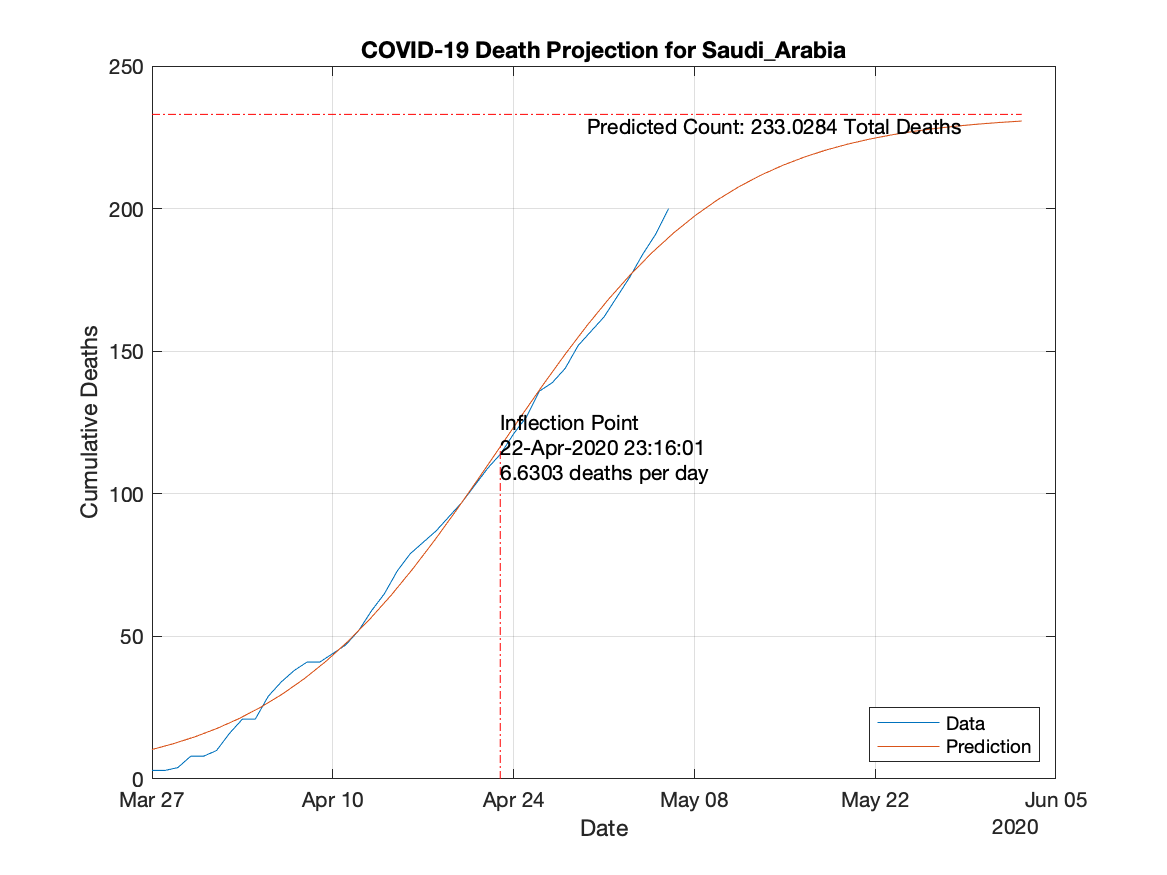 COVID-19 Death Projection for Saudi_Arabia
250
Predicted Count: 233.0284 Total Deaths
200
150
Inflection Point
22-Apr-2020 23:16:01
6.6303 deaths per day
100
50
0
Cumulative Deaths
Data
Prediction
Mar 27 Apr 10 Apr 24 May 08 May 22 Jun 05
Date
2020